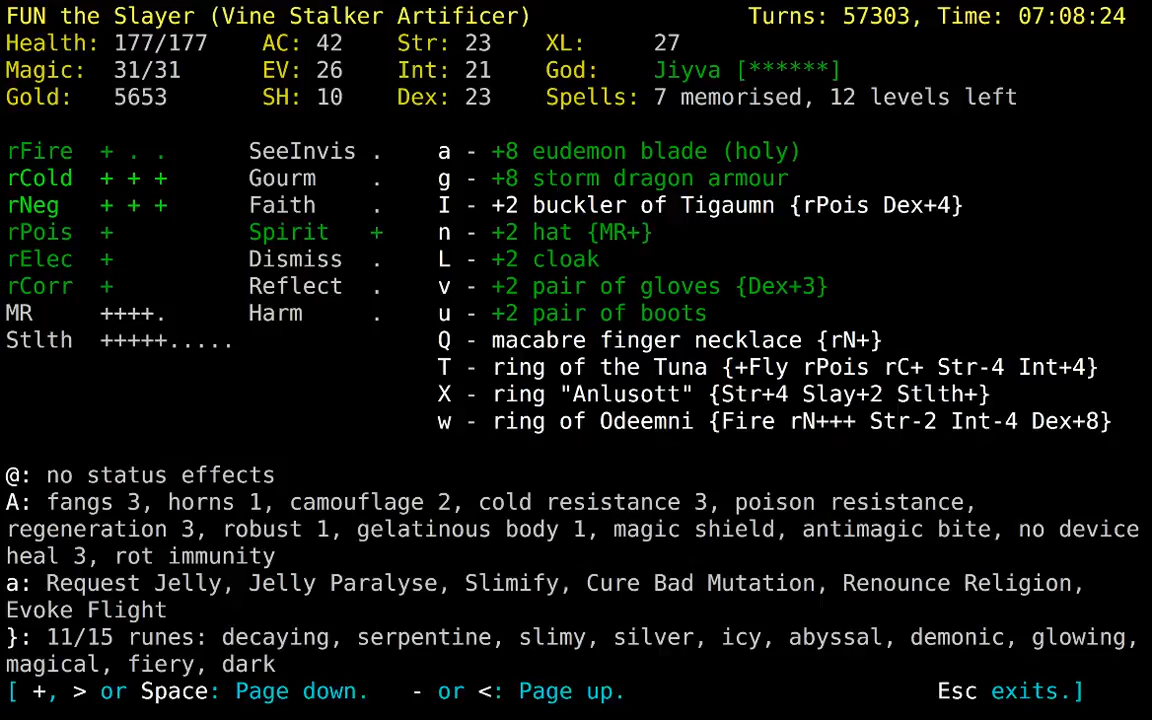 FUN the Slayer (Vine Stalker Artificer) Turns: 57303, Time: 07:08:24
Health: 177/177 AC: 42 Str: 23 XL: 27
Magic: 31/31 EV: 26 Int: 21 God: Jiyva [******]
Gold: 5653 SH: 10 Dex: 23 Spells: 7 memorised, 12 levels left
rFire + . . SeeInvis . a - +8 eudemon blade (holy)
rCold + + + Gourm . g - +8 storm dragon armour
rNeg + + + Faith . I - +2 buckler of Tigaumn {rPois Dex+4}
rPois + Spirit + n - +2 hat {MR+}
rElec + Dismiss . L - +2 cloak
rCorr + Reflect . v - +2 pair of gloves {Dex+3}
MR ++++. Harm . u - +2 pair of boots
Stlth +++++..... Q - macabre finger necklace {rN+}
T - ring of the Tuna {+Fly rPois rC+ Str-4 Int+4}
X - ring "Anlusott" {Str+4 Slay+2 Stlth+}
w - ring of Odeemni {Fire rN+++ Str-2 Int-4 Dex+8}
@: no status effects
A: fangs 3, horns 1, camouflage 2, cold resistance 3, poison resistance,
regeneration 3, robust 1, gelatinous body 1, magic shield, antimagic bite, no device
heal 3, rot immunity
a: Request Jelly, Jelly Paralyse, Slimify, Cure Bad Mutation, Renounce Religion,
Evoke Flight
}: 11/15 runes: decaying, serpentine, slimy, silver, icy, abyssal, demonic, glowing,
magical, fiery, dark
[ +, > or Space: Page down. - or <: Page up. Esc exits.]